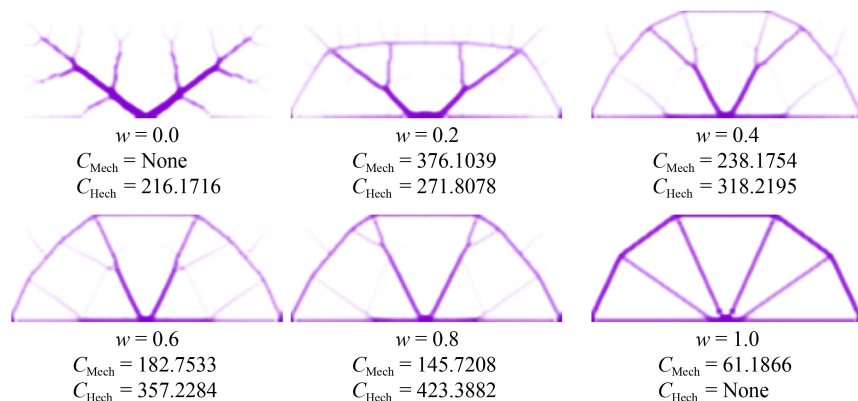 w = 0.0
C_Mech = None
C_Hech = 216.1716
w = 0.2
C_Mech = 376.1039
C_Hech = 271.8078
w = 0.4
C_Mech = 238.1754
C_Hech = 318.2195
w = 0.6
C_Mech = 182.7533
C_Hech = 357.2284
w = 0.8
C_Mech = 145.7208
C_Hech = 423.3882
w = 1.0
C_Mech = 61.1866
C_Hech = None